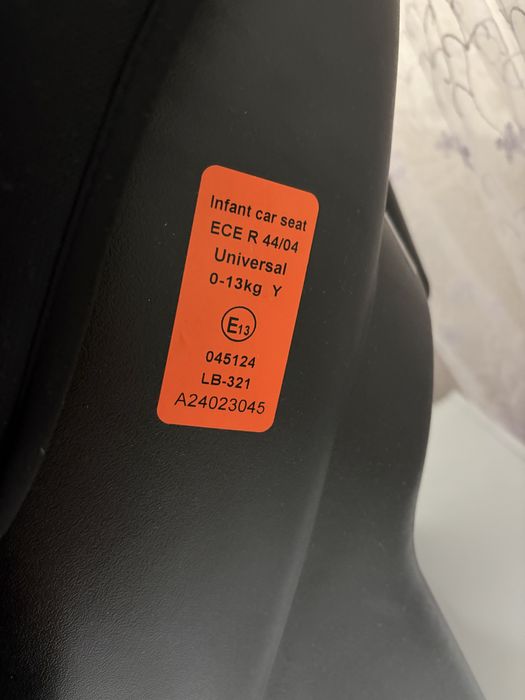 Infant car seat
ECE R 44/04
Universal
0-13kg Y
E13
045124
LB-321
A24023045